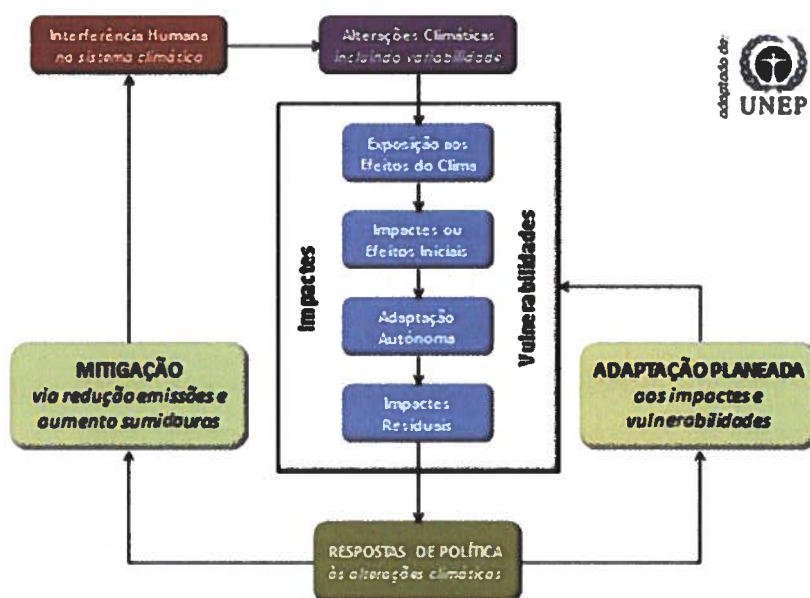 Interferência Humana
no sistema climático
Alterações Climáticas
incluindo variabilidade
adaptado de:
UNEP
Exposição aos
Efeitos do Clima
Impactes ou
Efeitos Iniciais
Adaptação
Autónoma
Impactes
Residuais
Impactes
Vulnerabilidades
MITIGAÇÃO
via redução emissões e
aumento sumidouros
ADAPTAÇÃO PLANEADA
aos impactes e
vulnerabilidades
RESPOSTAS DE POLÍTICA
às alterações climáticas